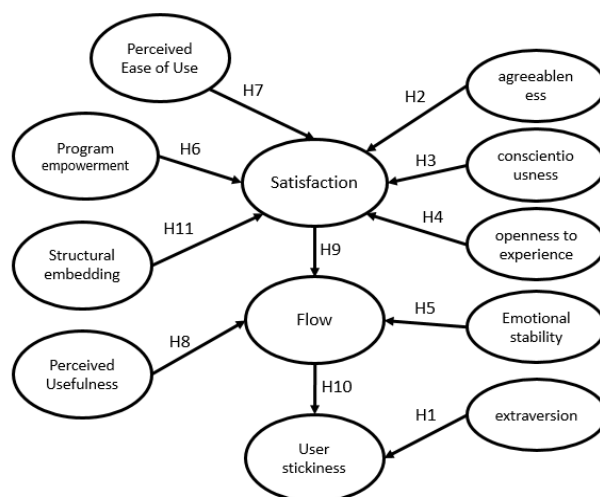 Perceived
Ease of Use
H7
H2
agreeablen
ess
Program
empowerment
H6
Satisfaction
H3
conscientio
usness
H11
H4
Structural
embedding
openness to
experience
H9
Flow
H5
Emotional
stability
H8
Perceived
Usefulness
H10
H1
extraversion
User
stickiness